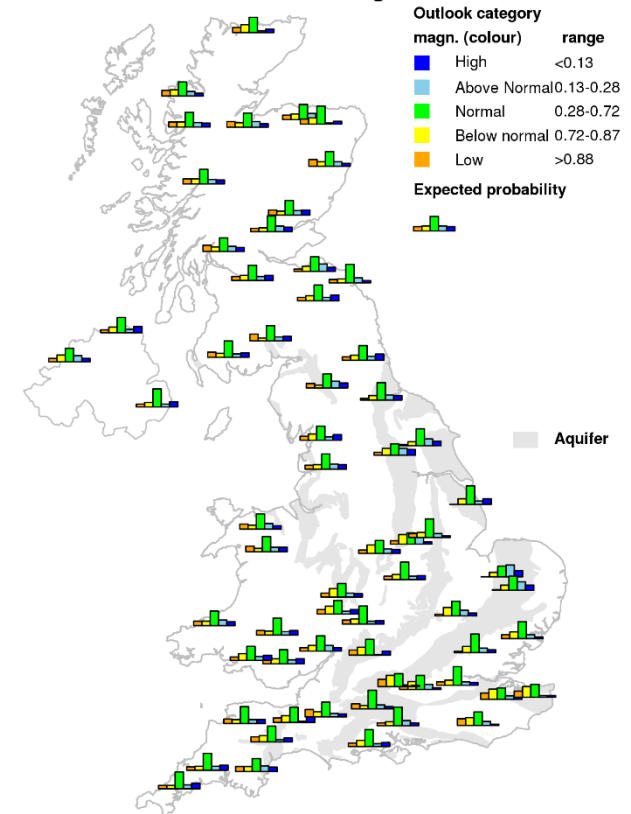 Outlook category
magn. (colour) range
High <0.13
Above Normal 0.13-0.28
Normal 0.28-0.72
Below normal 0.72-0.87
Low >0.88
Expected probability
Aquifer